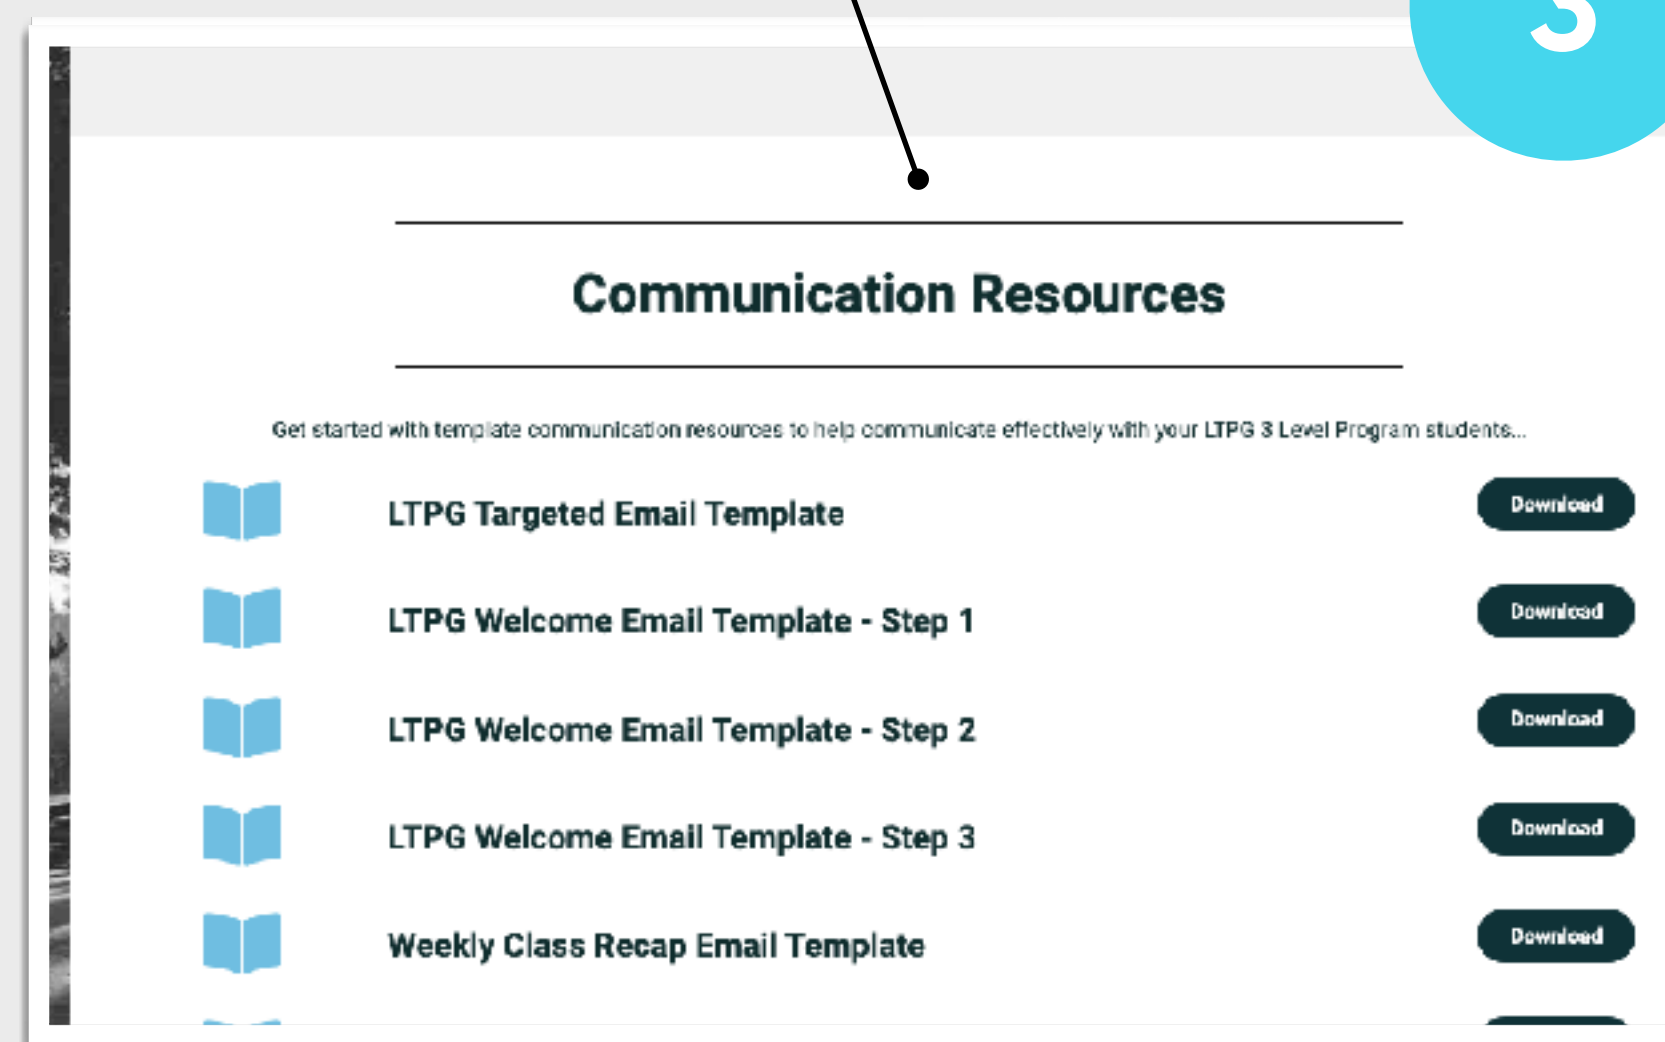 3
Communication Resources
Get started with template communication resources to help communicate effectively with your LTPG 3 Level Program students...
LTPG Targeted Email Template
Download
LTPG Welcome Email Template - Step 1
Download
LTPG Welcome Email Template - Step 2
Download
LTPG Welcome Email Template - Step 3
Download
Weekly Class Recap Email Template
Download